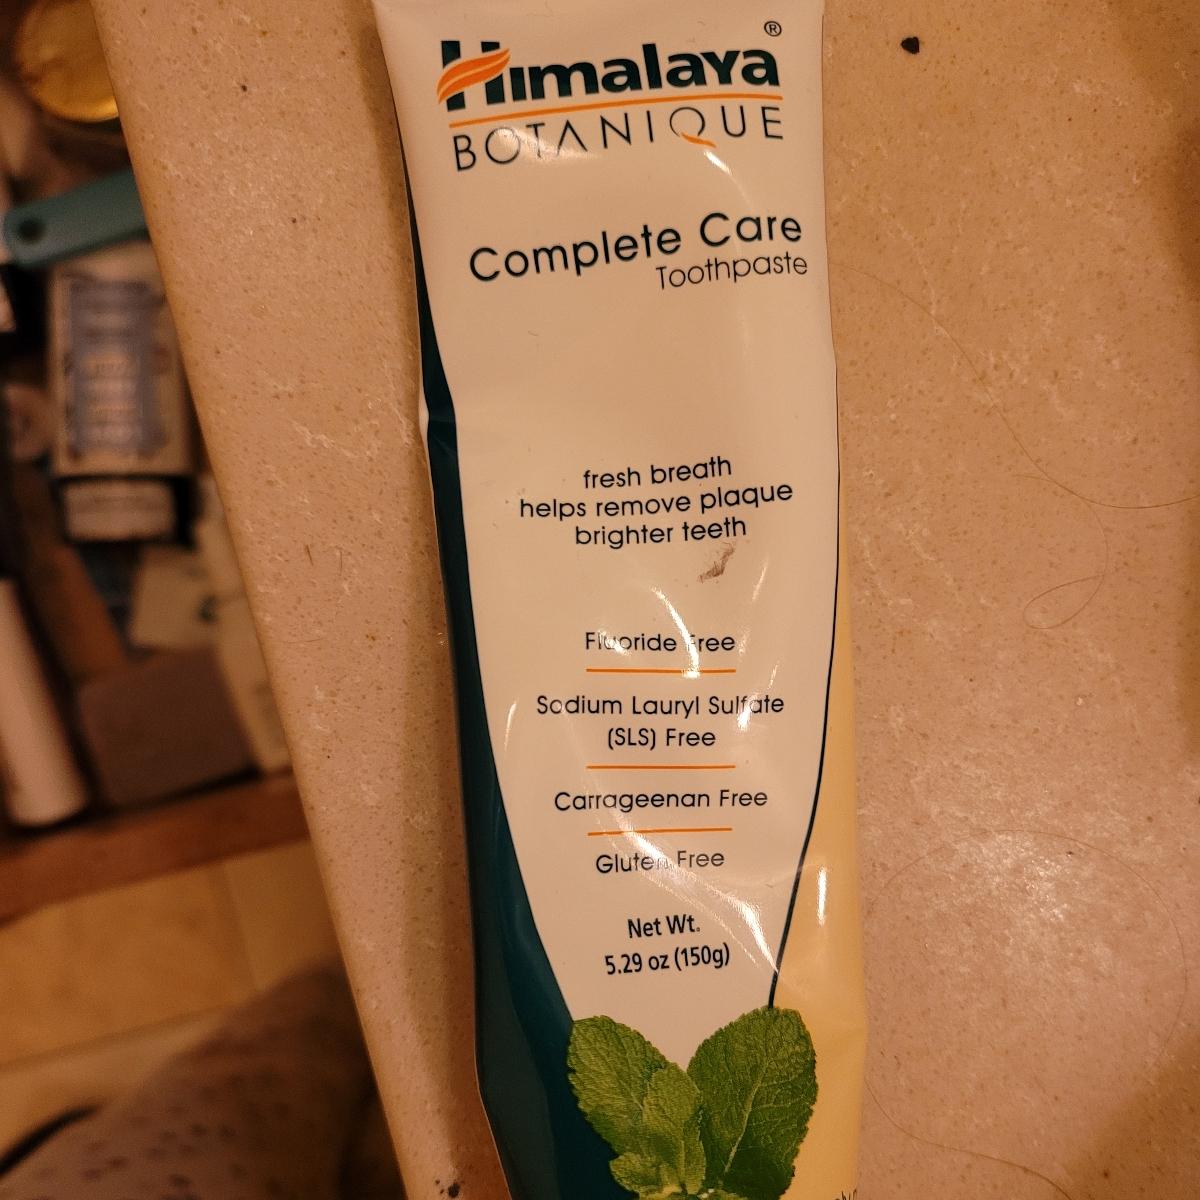 Himalaya®
BOTANIQUE
Complete Care
Toothpaste
fresh breath
helps remove plaque
brighter teeth
Fluoride Free
Sodium Lauryl Sulfate
(SLS) Free
Carrageenan Free
Gluten Free
Net Wt.
5.29 oz (150g)